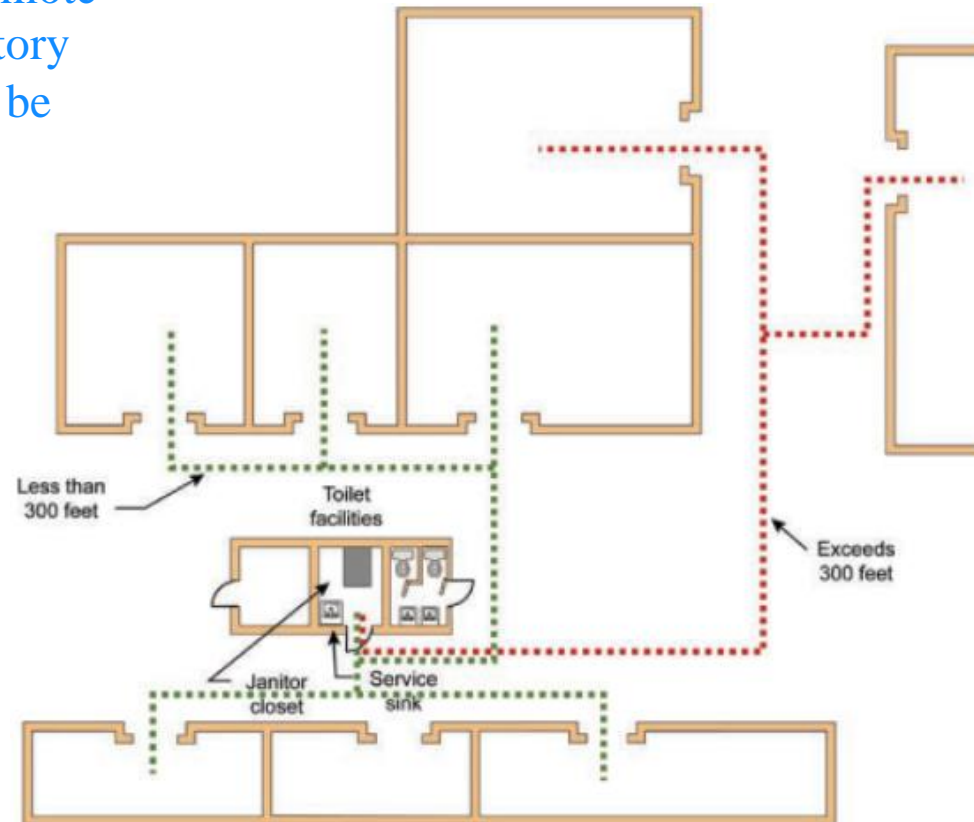 tory
be
Less than
300 feet
Toilet
facilities
Exceeds
300 feet
Janitor
closet
Service
sink